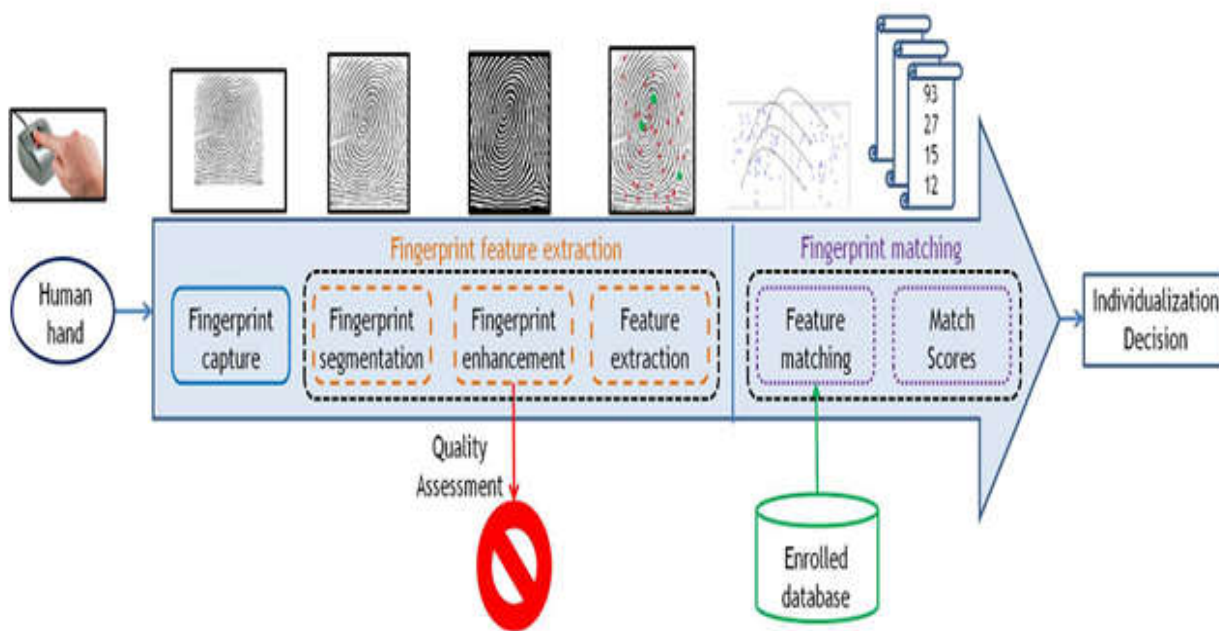 93
27
15
12
Fingerprint feature extraction
Fingerprint matching
Human
hand
Fingerprint
capture
Fingerprint
segmentation
Fingerprint
enhancement
Feature
extraction
Feature
matching
Match
Scores
Individualization
Decision
Quality
Assessment
Enrolled
database